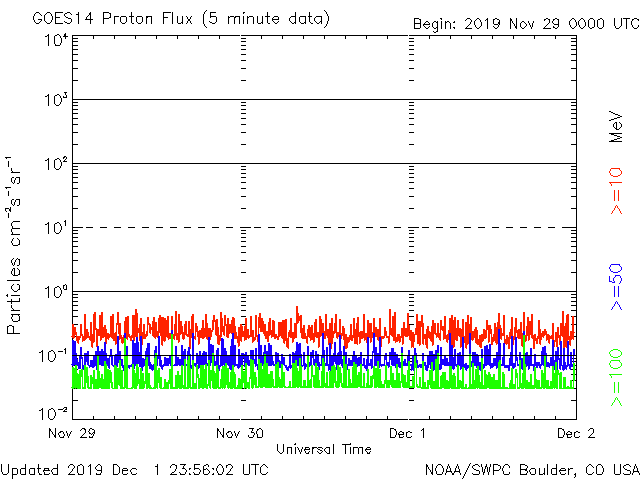 GOES14 Proton Flux (5 minute data)
Begin: 2019 Nov 29 0000 UTC
10⁴
10³
10²
10¹
10⁰
10⁻¹
10⁻²
Particles cm⁻²s⁻¹sr⁻¹
MeV
>=10
>=50
>=100
Nov 29
Nov 30
Dec 1
Dec 2
Universal Time
Updated 2019 Dec 1 23:56:02 UTC
NOAA/SWPC Boulder, CO USA